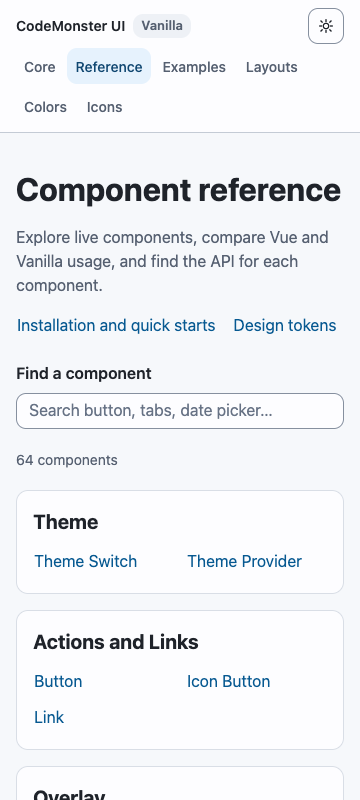 CodeMonster UI Vanilla
Core Reference Examples Layouts
Colors Icons
Component reference
Explore live components, compare Vue and
Vanilla usage, and find the API for each
component.
Installation and quick starts Design tokens
Find a component
Search button, tabs, date picker...
64 components
Theme
Theme Switch Theme Provider
Actions and Links
Button Icon Button
Link
Overlay